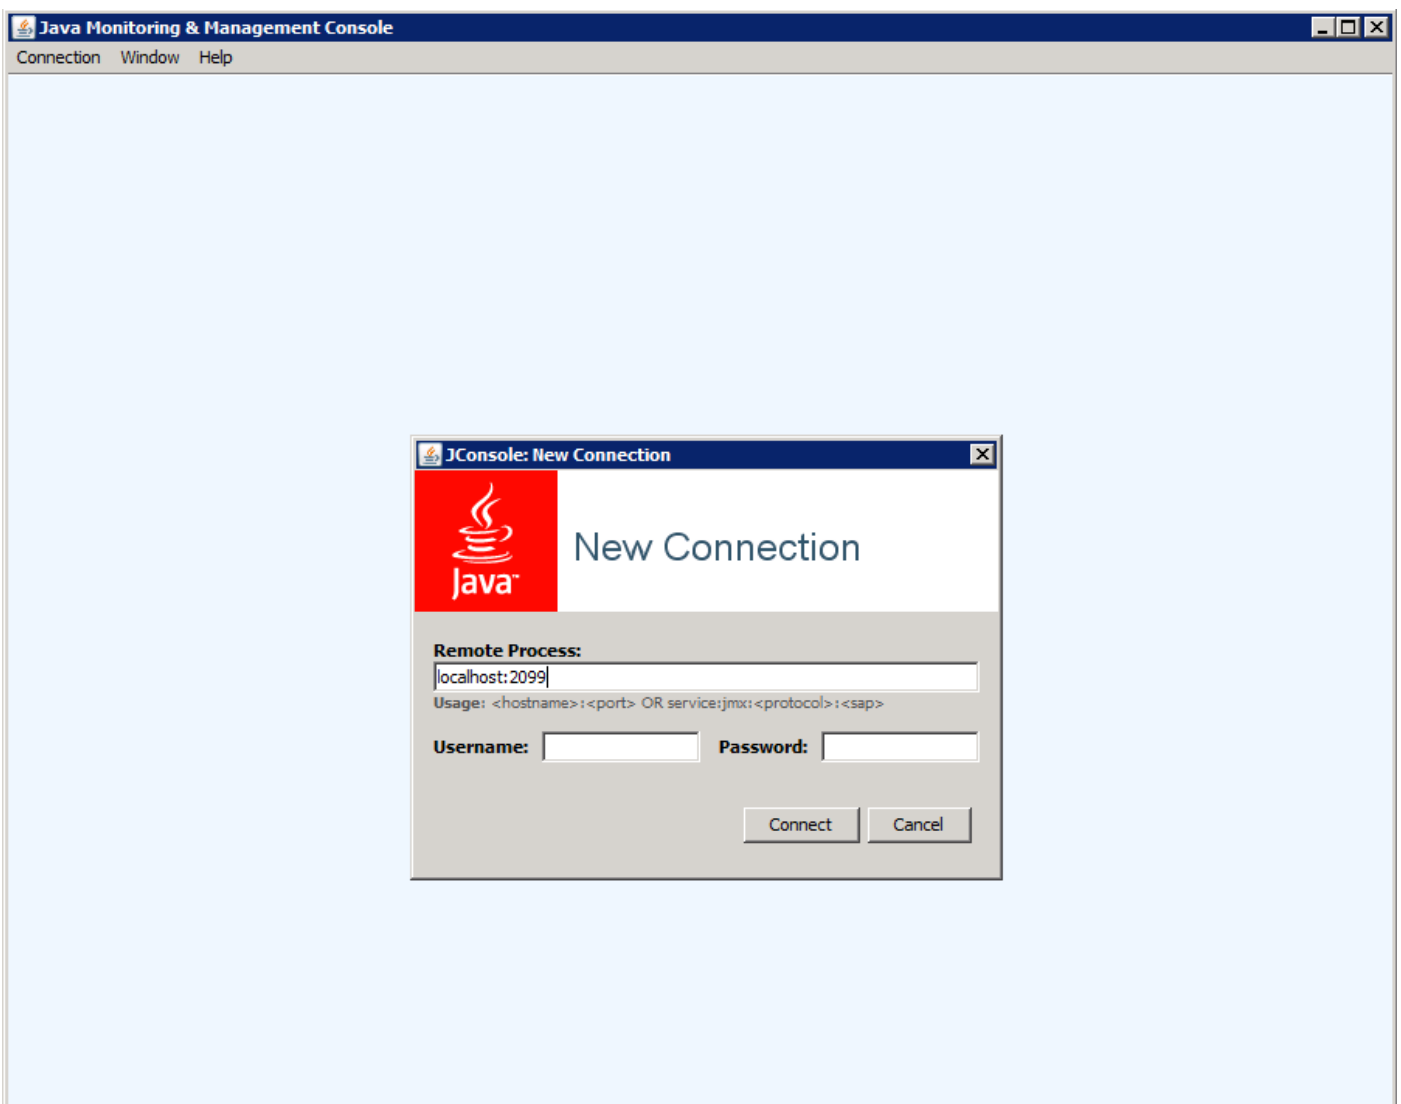 Java Monitoring & Management Console
Connection Window Help
JConsole: New Connection
Java™
New Connection
Remote Process:
localhost:2099
Usage: <hostname>:<port> OR service:jmx:<protocol>:<sap>
Username: Password:
Connect Cancel